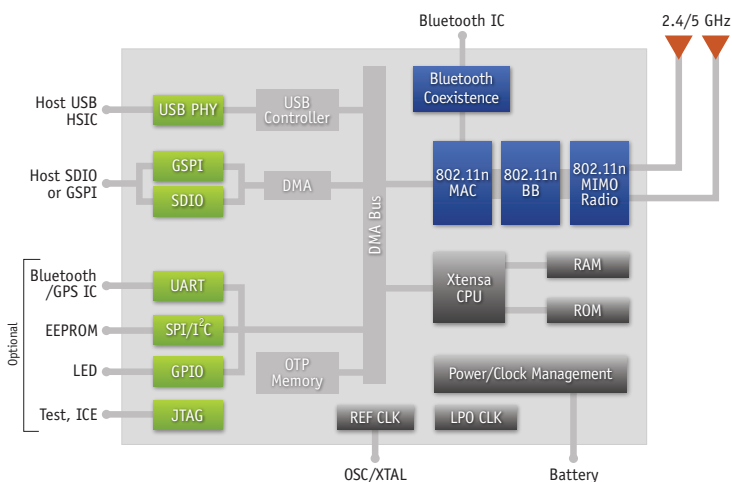 Bluetooth IC
2.4/5 GHz
Host USB
HSIC
USB PHY
USB
Controller
Bluetooth
Coexistence
Host SDIO
or GSPI
GSPI
SDIO
DMA
DMA Bus
802.11n
MAC
802.11n
BB
802.11n
MIMO
Radio
Optional
Bluetooth
/GPS IC
UART
Xtensa
CPU
RAM
ROM
EEPROM
SPI/I²C
LED
GPIO
OTP
Memory
Power/Clock Management
Test, ICE
JTAG
REF CLK
LPO CLK
OSC/XTAL
Battery